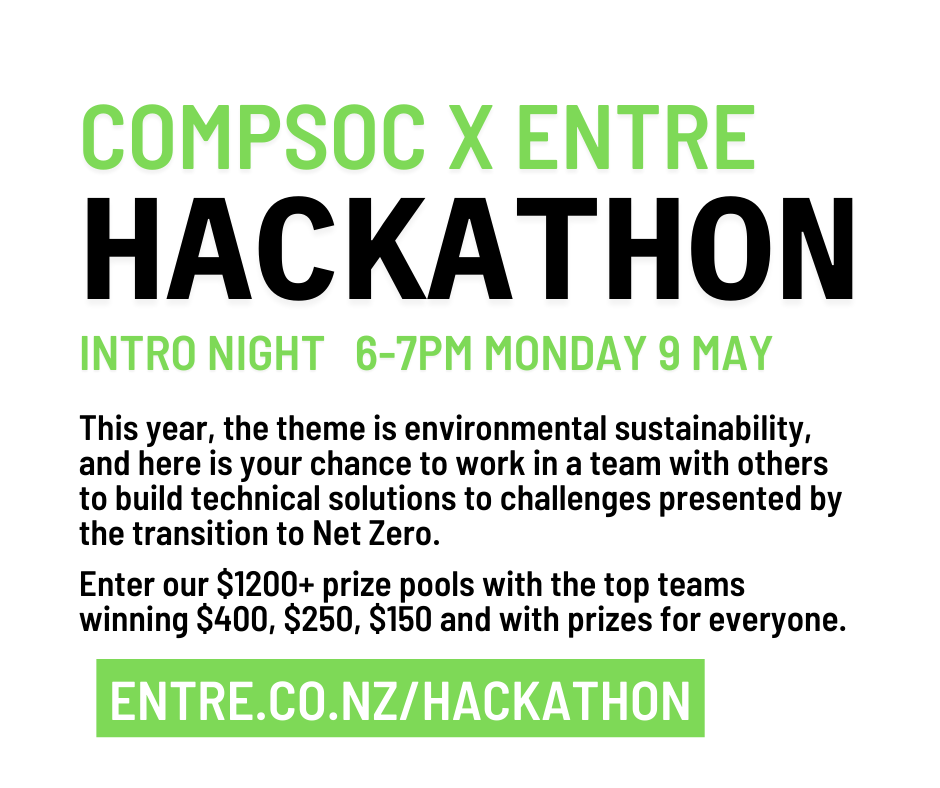 COMPSOC X ENTRE
HACKATHON
INTRO NIGHT 6-7PM MONDAY 9 MAY
This year, the theme is environmental sustainability,
and here is your chance to work in a team with others
to build technical solutions to challenges presented by
the transition to Net Zero.
Enter our $1200+ prize pools with the top teams
winning $400, $250, $150 and with prizes for everyone.
ENTRE.CO.NZ/HACKATHON